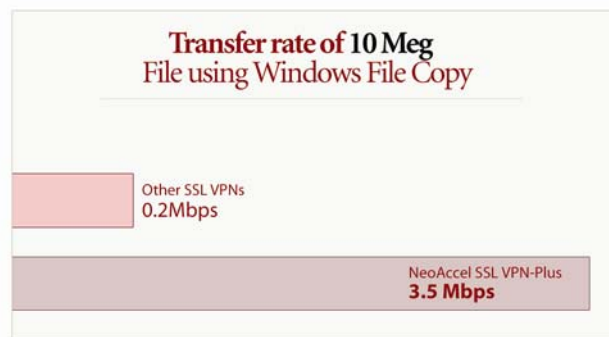 Transfer rate of 10 Meg
File using Windows File Copy
Other SSL VPNs
0.2Mbps
NeoAccel SSL VPN-Plus
3.5 Mbps